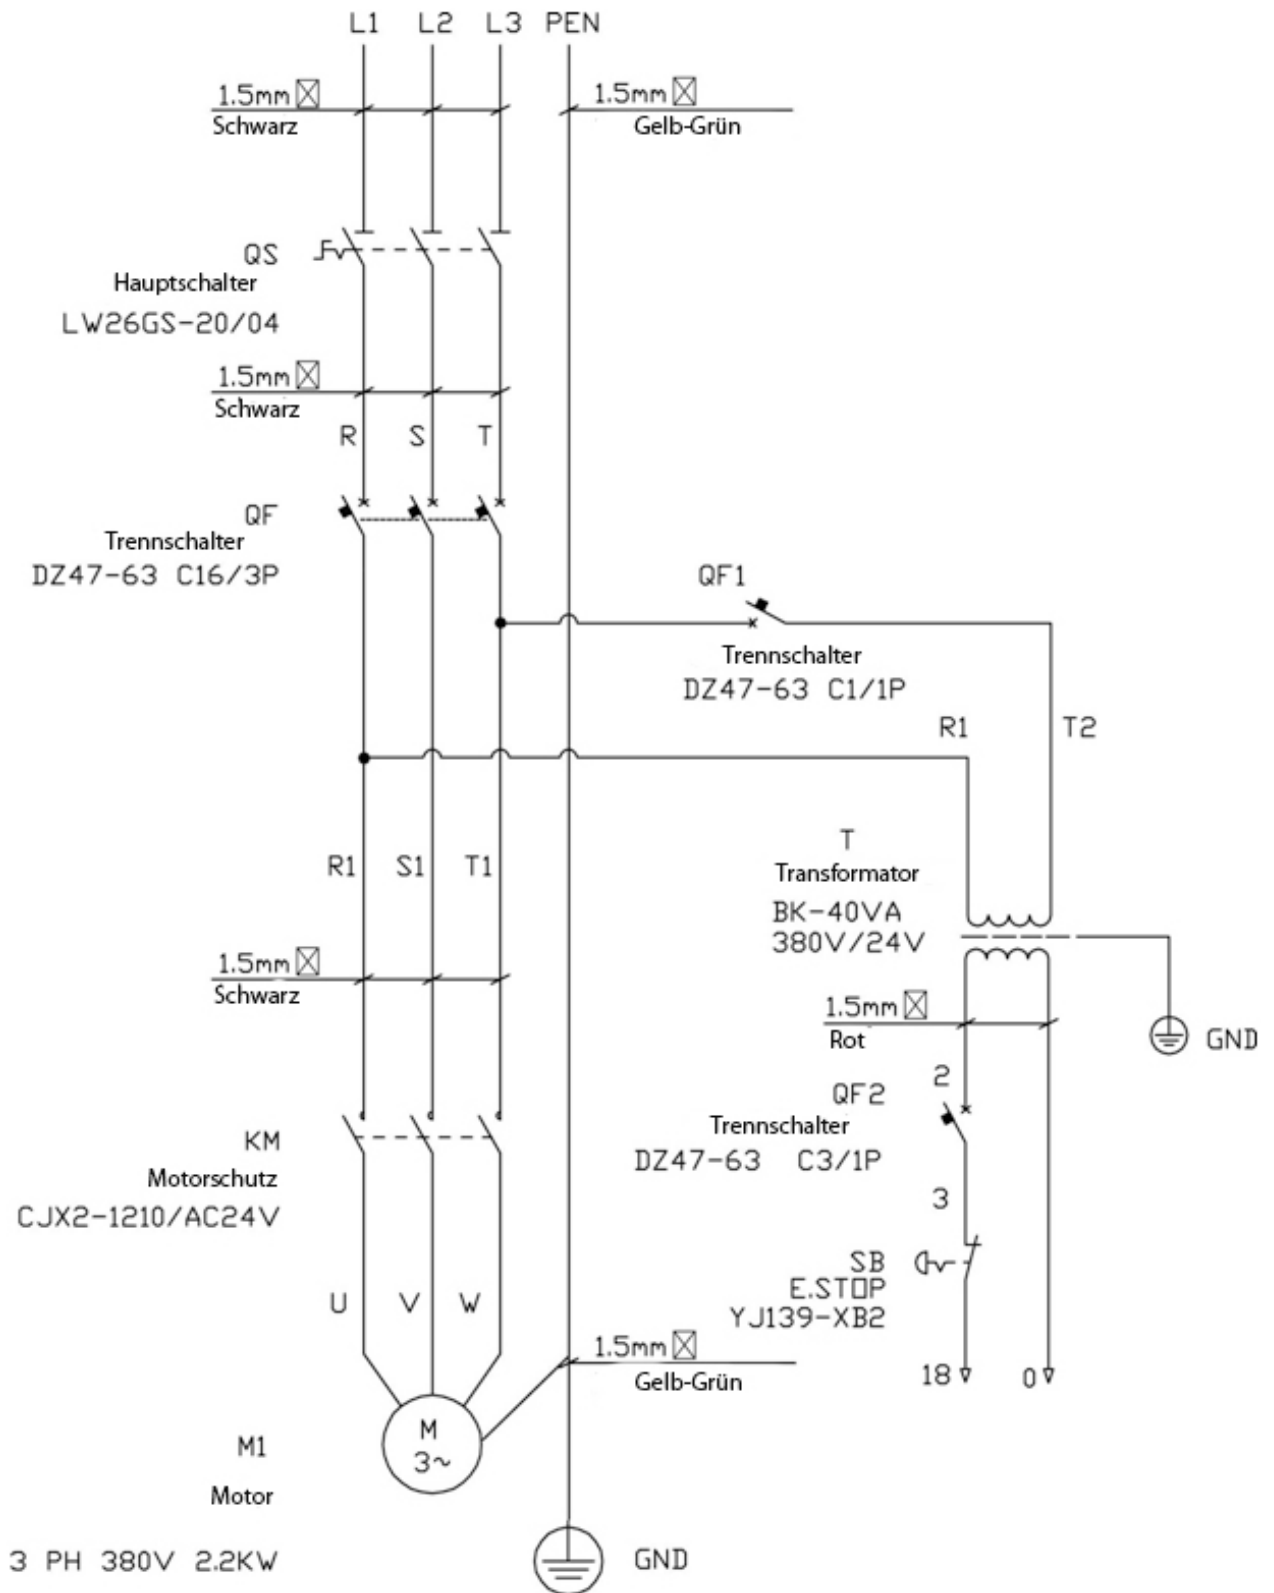 L1 L2 L3 PEN
1.5mm
Schwarz
1.5mm
Gelb-Grün
QS
Hauptschalter
LW26GS-20/04
1.5mm
Schwarz
R S T
QF
Trennschalter
DZ47-63 C16/3P
QF1
Trennschalter
DZ47-63 C1/1P
R1 T2
R1 S1 T1
T
Transformator
BK-40VA
380V/24V
1.5mm
Schwarz
1.5mm
Rot
GND
2
QF2
Trennschalter
DZ47-63 C3/1P
KM
Motorschutz
CJX2-1210/AC24V
3
SB
E.STOP
YJ139-XB2
U V W
1.5mm
Gelb-Grün
18 0
M
3~
M1
Motor
3 PH 380V 2.2KW
GND